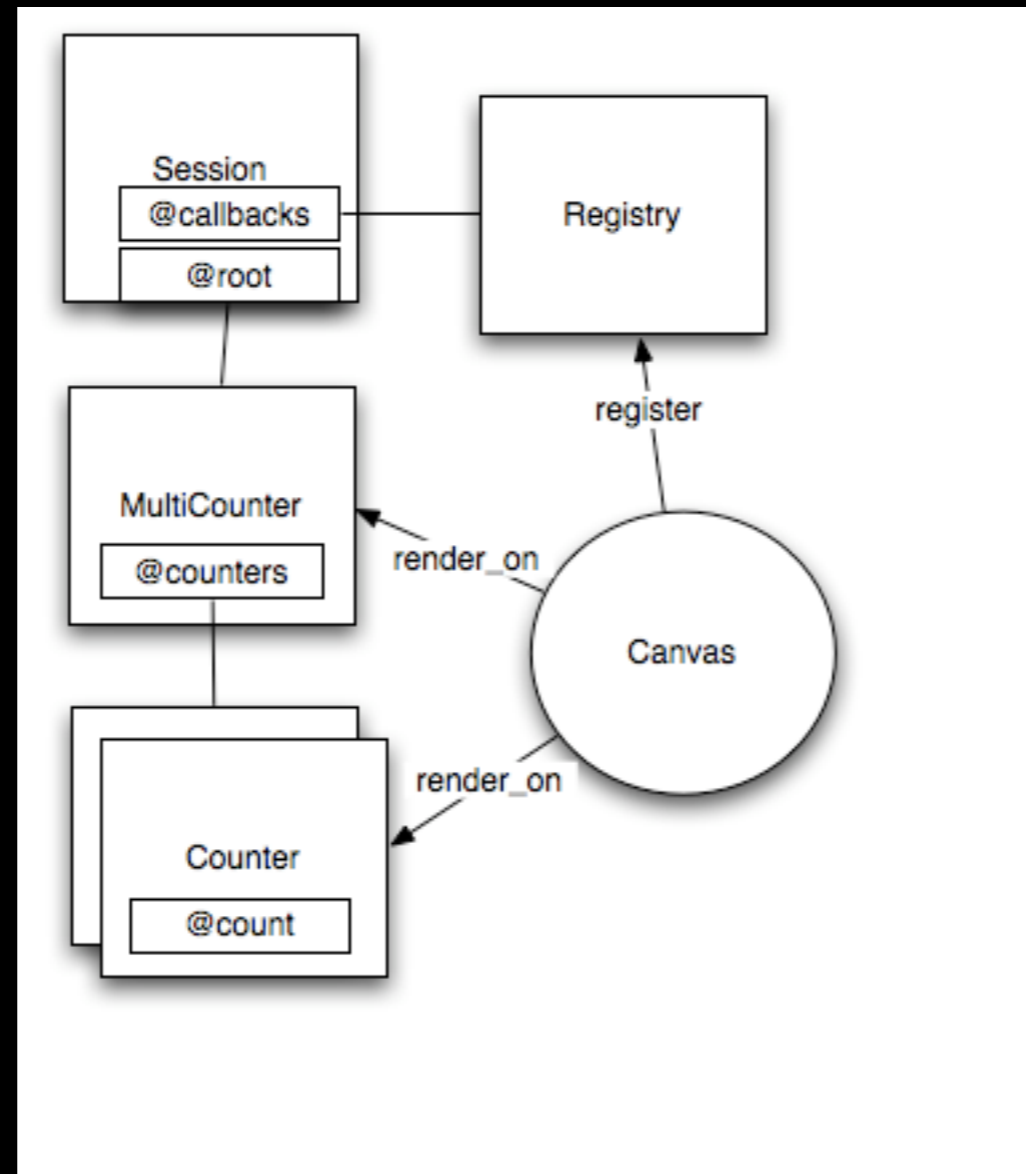 Session
@callbacks
@root
Registry
register
MultiCounter
@counters
render_on
Canvas
render_on
Counter
@count